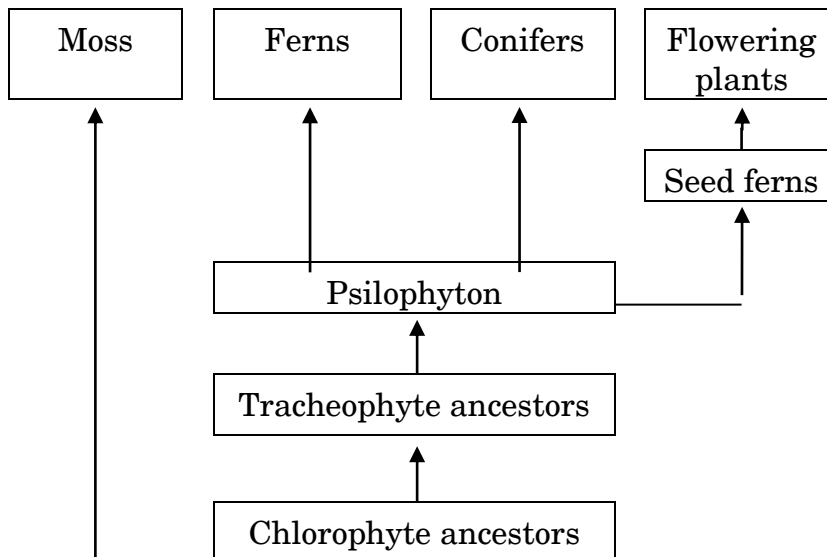 Moss
Ferns
Conifers
Flowering
plants
Seed ferns
Psilophyton
Tracheophyte ancestors
Chlorophyte ancestors